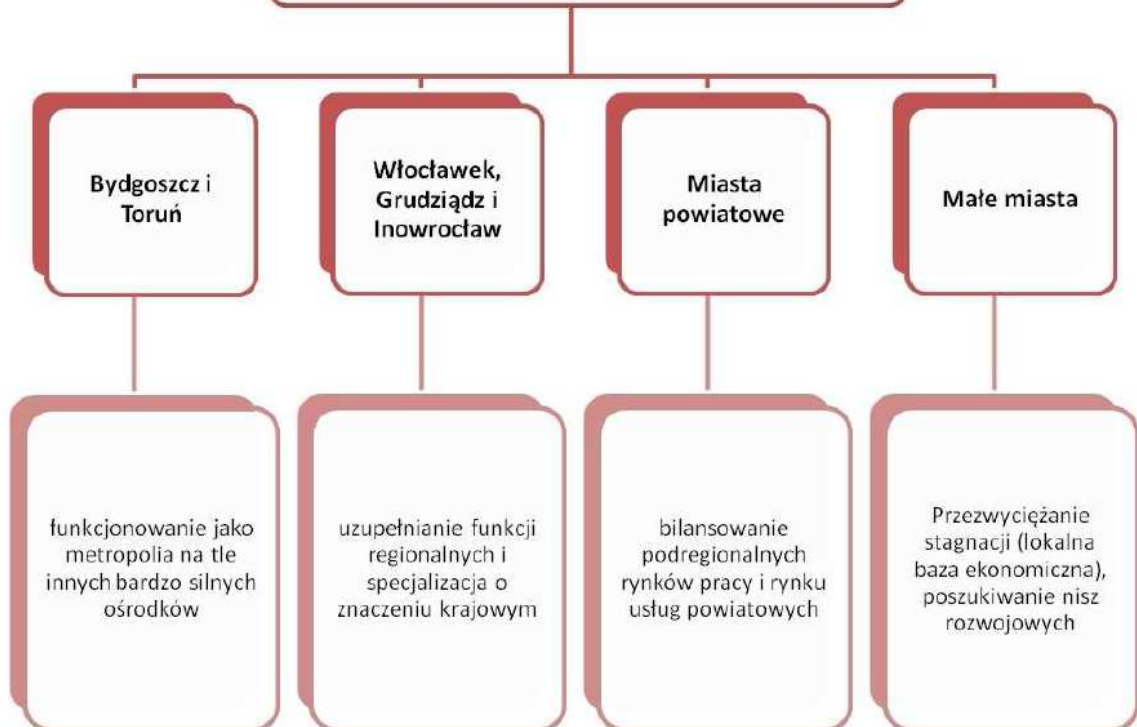 Bydgoszcz i
Toruń
Włocławek,
Grudziądz i
Inowrocław
Miasta
powiatowe
Małe miasta
funkcjonowanie jako
metropolia na tle
innych bardzo silnych
ośrodków
uzupełnianie funkcji
regionalnych i
specjalizacja o
znaczeniu krajowym
bilansowanie
podregionalnych
rynków pracy i rynku
usług powiatowych
Przezwyciężanie
stagnacji (lokalna
baza ekonomiczna),
poszukiwanie nisz
rozwojowych